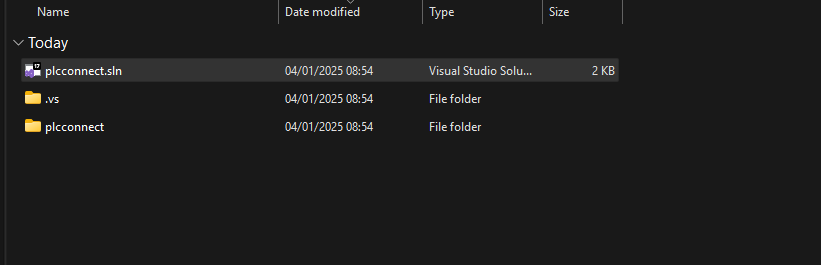 Name Date modified Type Size
Today
plcconnect.sln 04/01/2025 08:54 Visual Studio Solu... 2 KB
.vs 04/01/2025 08:54 File folder
plcconnect 04/01/2025 08:54 File folder